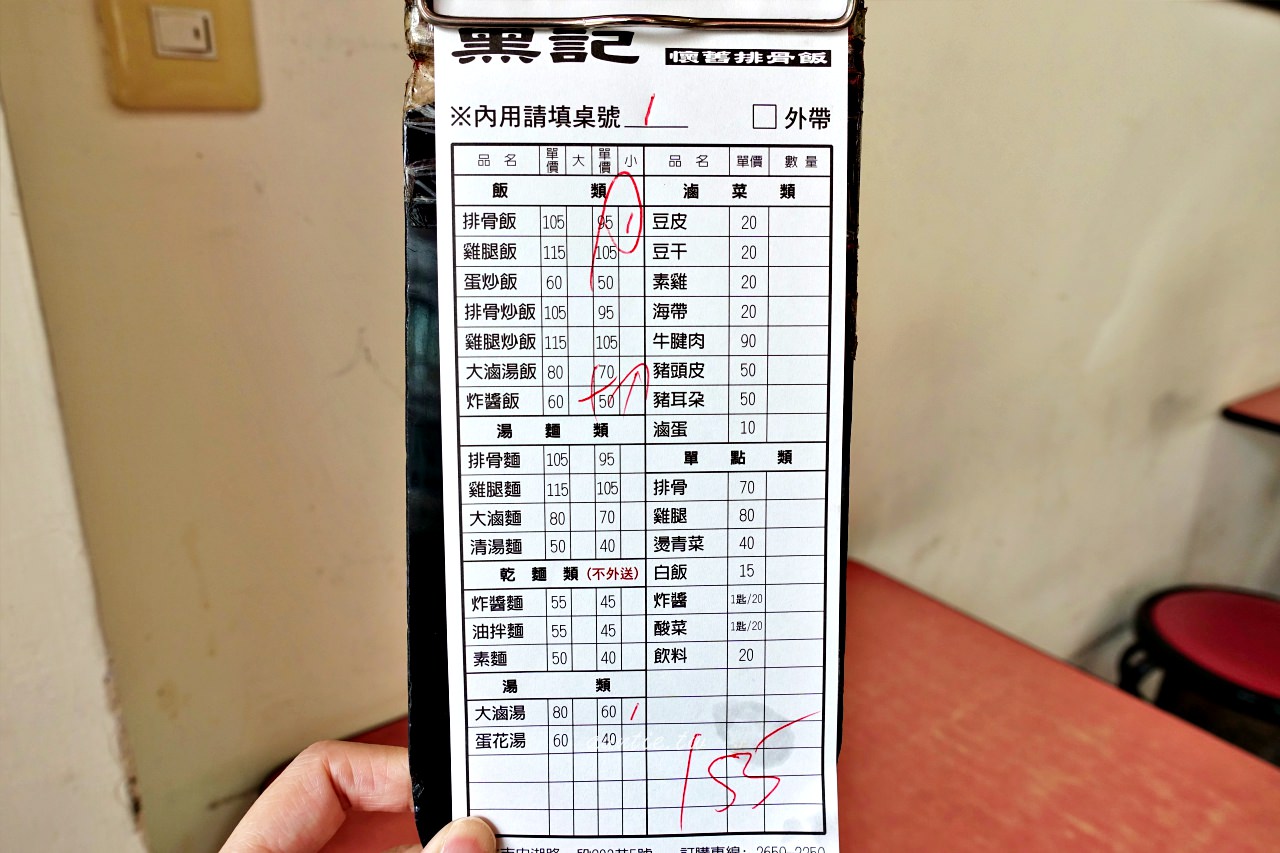 黑記 懷舊排骨飯
※內用請填桌號 1 □ 外帶
品名 單價 大 單價 小 品名 單價 數量
飯類 滷菜類
排骨飯 105 95 1 豆皮 20
雞腿飯 115 105 豆干 20
蛋炒飯 60 50 素雞 20
排骨炒飯 105 95 海帶 20
雞腿炒飯 115 105 牛腱肉 90
大滷湯飯 80 70 豬頭皮 50
炸醬飯 60 50 豬耳朵 50
湯麵類 滷蛋 10
排骨麵 105 95 單點類
雞腿麵 115 105 排骨 70
大滷麵 80 70 雞腿 80
清湯麵 50 40 燙青菜 40
乾麵類(不外送) 白飯 15
炸醬麵 55 45 炸醬 1匙/20
油拌麵 55 45 酸菜 1匙/20
素麵 50 40 飲料 20
湯類
大滷湯 80 60 1
蛋花湯 60 40
155
訂購專線: 2659-2250